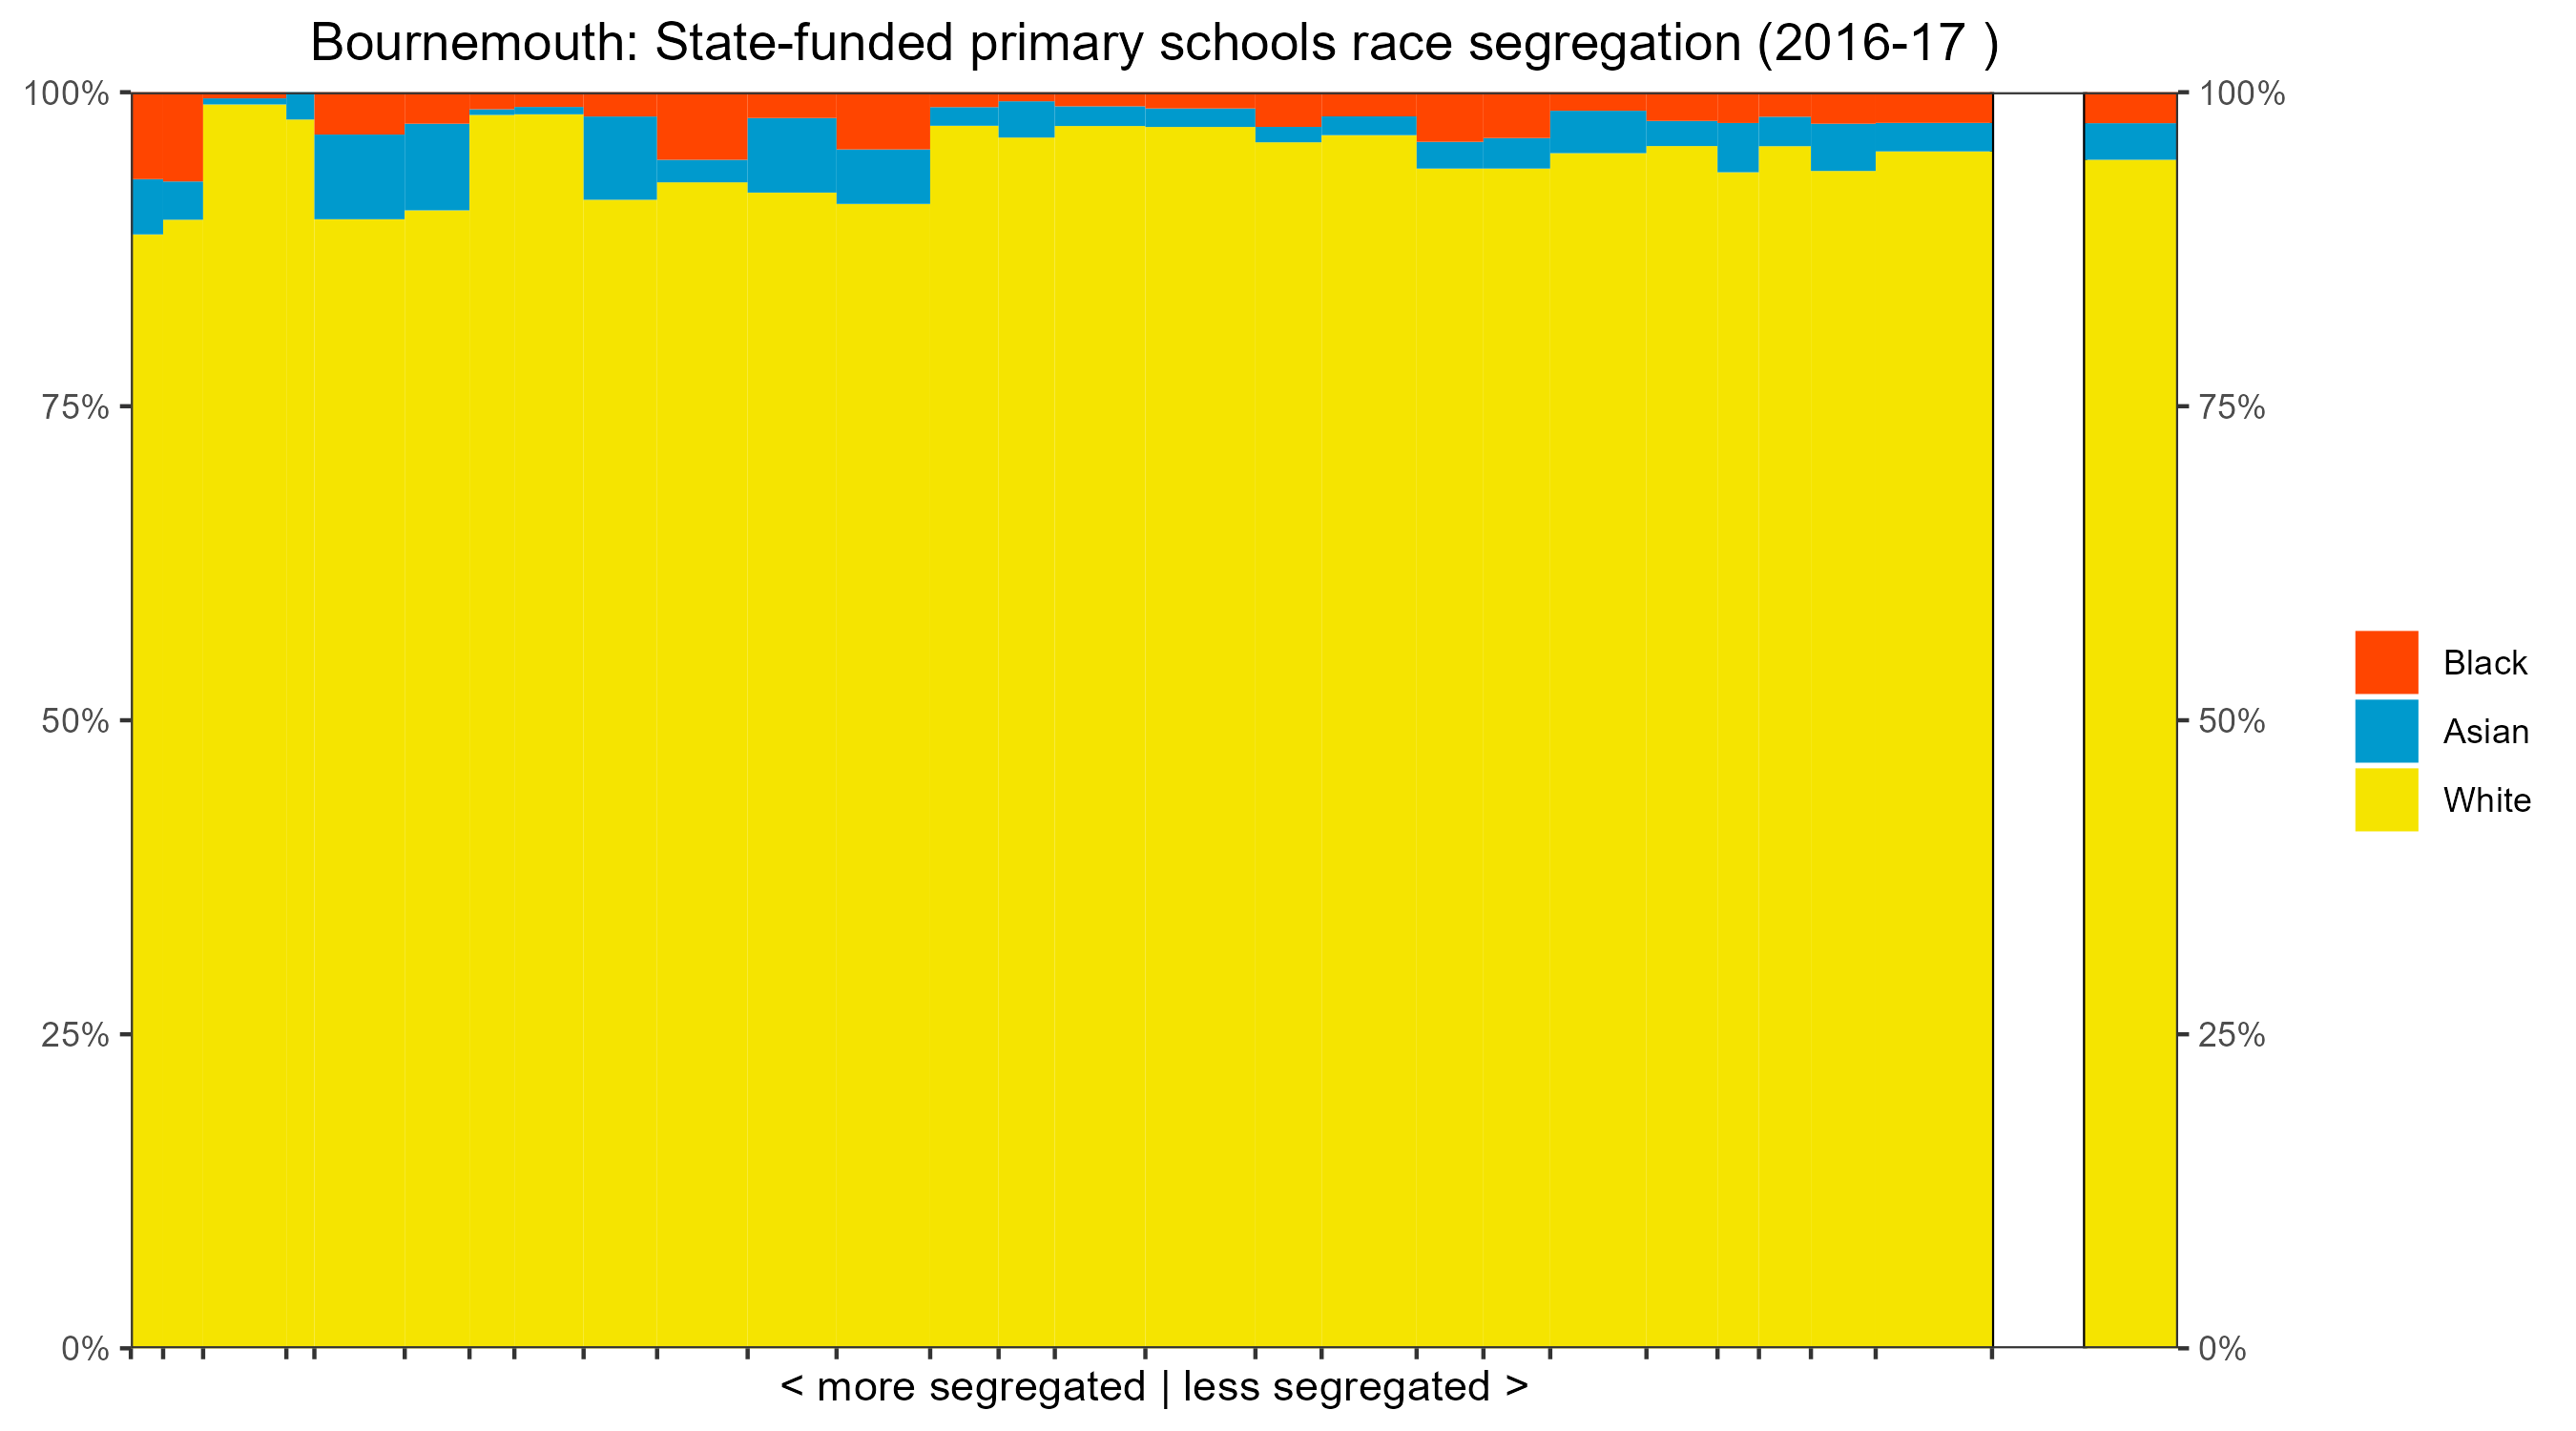 Bournemouth: State-funded primary schools race segregation (2016-17 )
100%
75%
50%
25%
0%
100%
75%
50%
25%
0%
Black
Asian
White
< more segregated | less segregated >